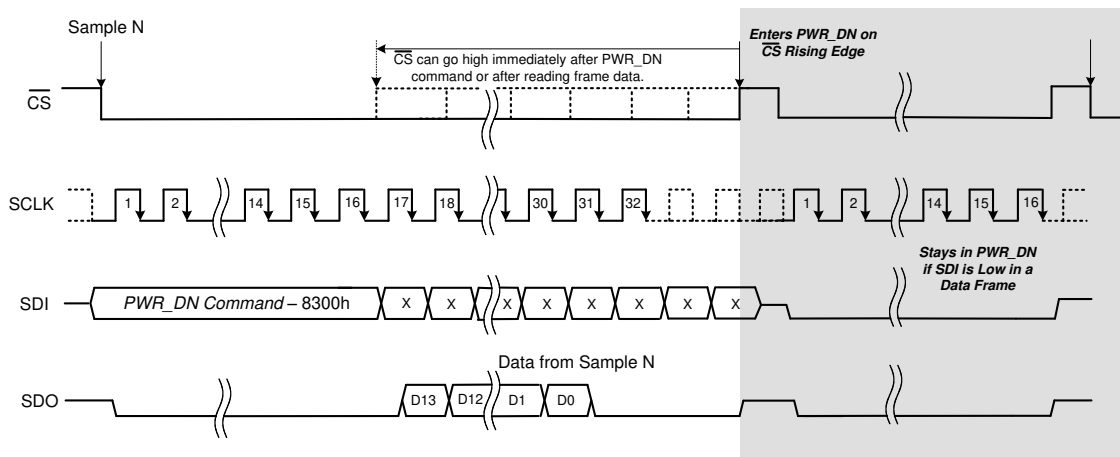 Sample N
CS can go high immediately after PWR_DN
command or after reading frame data.
Enters PWR_DN on
CS Rising Edge
CS
SCLK
1 2 14 15 16 17 18 30 31 32 1 2 14 15 16
Stays in PWR_DN
if SDI is Low in a
Data Frame
SDI
PWR_DN Command – 8300h X X X X X X X X
Data from Sample N
SDO
D13 D12 D1 D0